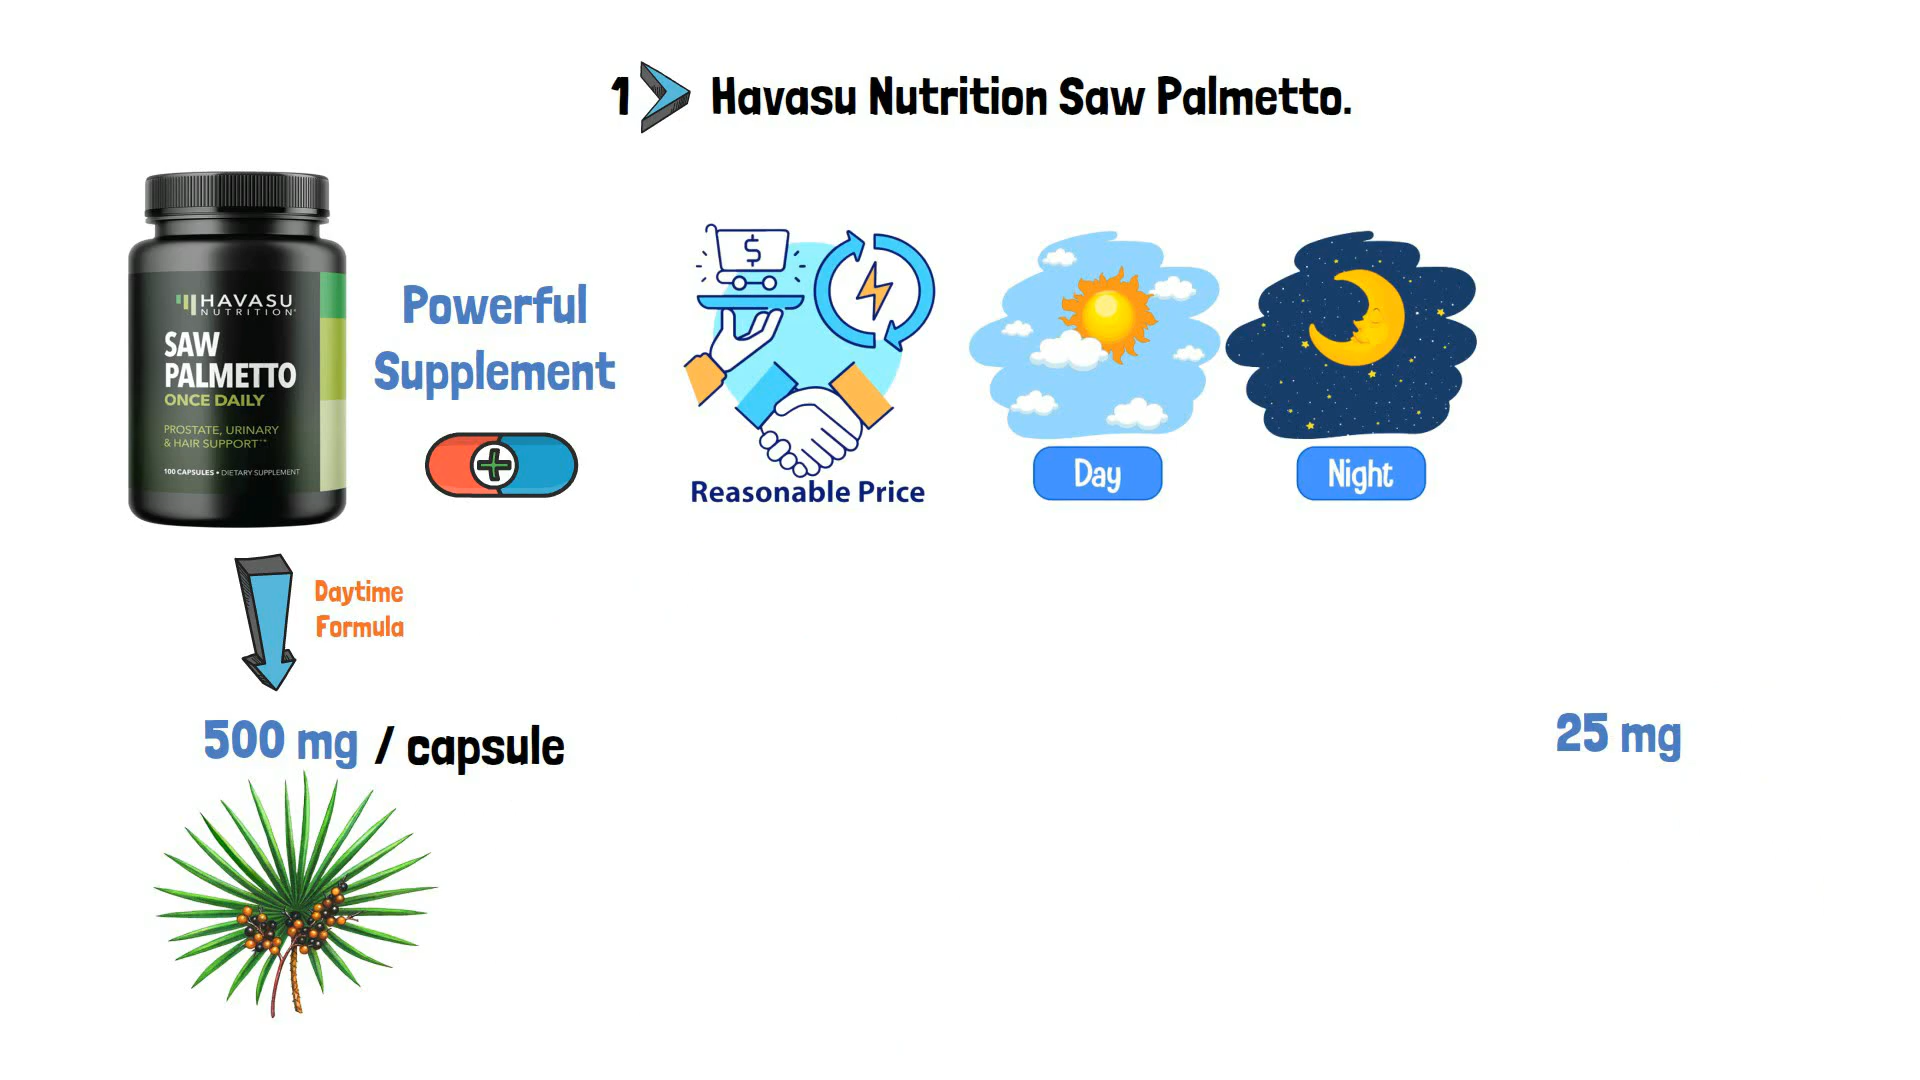 1 Havasu Nutrition Saw Palmetto.
HAVASU
NUTRITION
SAW
PALMETTO
ONCE DAILY
PROSTATE, URINARY
& HAIR SUPPORT**
100 CAPSULES • DIETARY SUPPLEMENT
Powerful
Supplement
$
Reasonable Price
Day
Night
Daytime
Formula
500 mg / capsule
25 mg